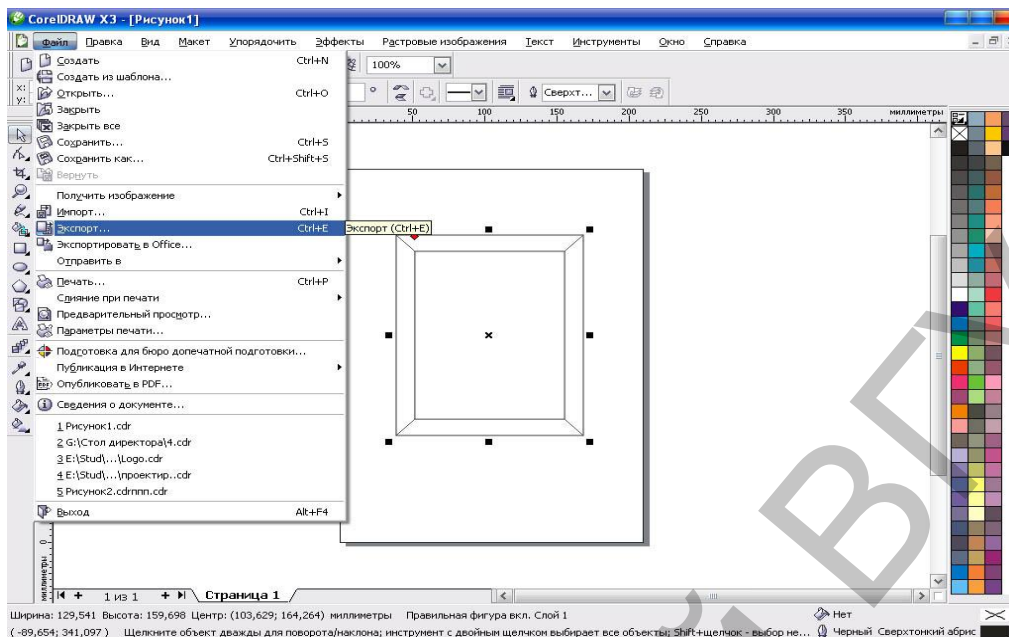 CorelDRAW X3 - [Рисунок1]
Файл Правка Вид Макет Упорядочить Эффекты Растровые изображения Текст Инструменты Окно Справка
100%
x:
y:
° Сверхт...
Создать Ctrl+N
Создать из шаблона...
Открыть... Ctrl+O
Закрыть
Закрыть все
Сохранить... Ctrl+S
Сохранить как... Ctrl+Shift+S
Вернуть
Получить изображение
Импорт... Ctrl+I
Экспорт... Ctrl+E
Экспорт (Ctrl+E)
Экспортировать в Office...
Отправить в
Печать... Ctrl+P
Слияние при печати
Предварительный просмотр...
Параметры печати...
Подготовка для бюро допечатной подготовки...
Публикация в Интернете
Опубликовать в PDF...
Сведения о документе...
1 Рисунок1.cdr
2 G:\Стол директора\4.cdr
3 E:\Stud\...\Logo.cdr
4 E:\Stud\...\проектир..cdr
5 Рисунок2.cdrппп.cdr
Выход Alt+F4
50 100 150 200 250 300 350 миллиметры
0
миллиметры
1 из 1 Страница 1
Ширина: 129,541 Высота: 159,698 Центр: (103,629; 164,264) миллиметры Правильная фигура вкл. Слой 1 Нет
( -89,654; 341,097 ) Щелкните объект дважды для поворота/наклона; инструмент с двойным щелчком выбирает все объекты; Shift+щелчок - выбор не... Черный Сверхтонкий абрис
БГУ